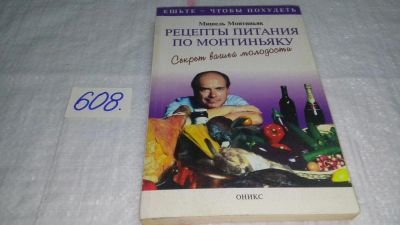 ЕШЬТЕ – ЧТОБЫ ПОХУДЕТЬ
Мишель Монтиньяк
РЕЦЕПТЫ ПИТАНИЯ
ПО МОНТИНЬЯКУ
Секрет вашей молодости
608.
ОНИКС